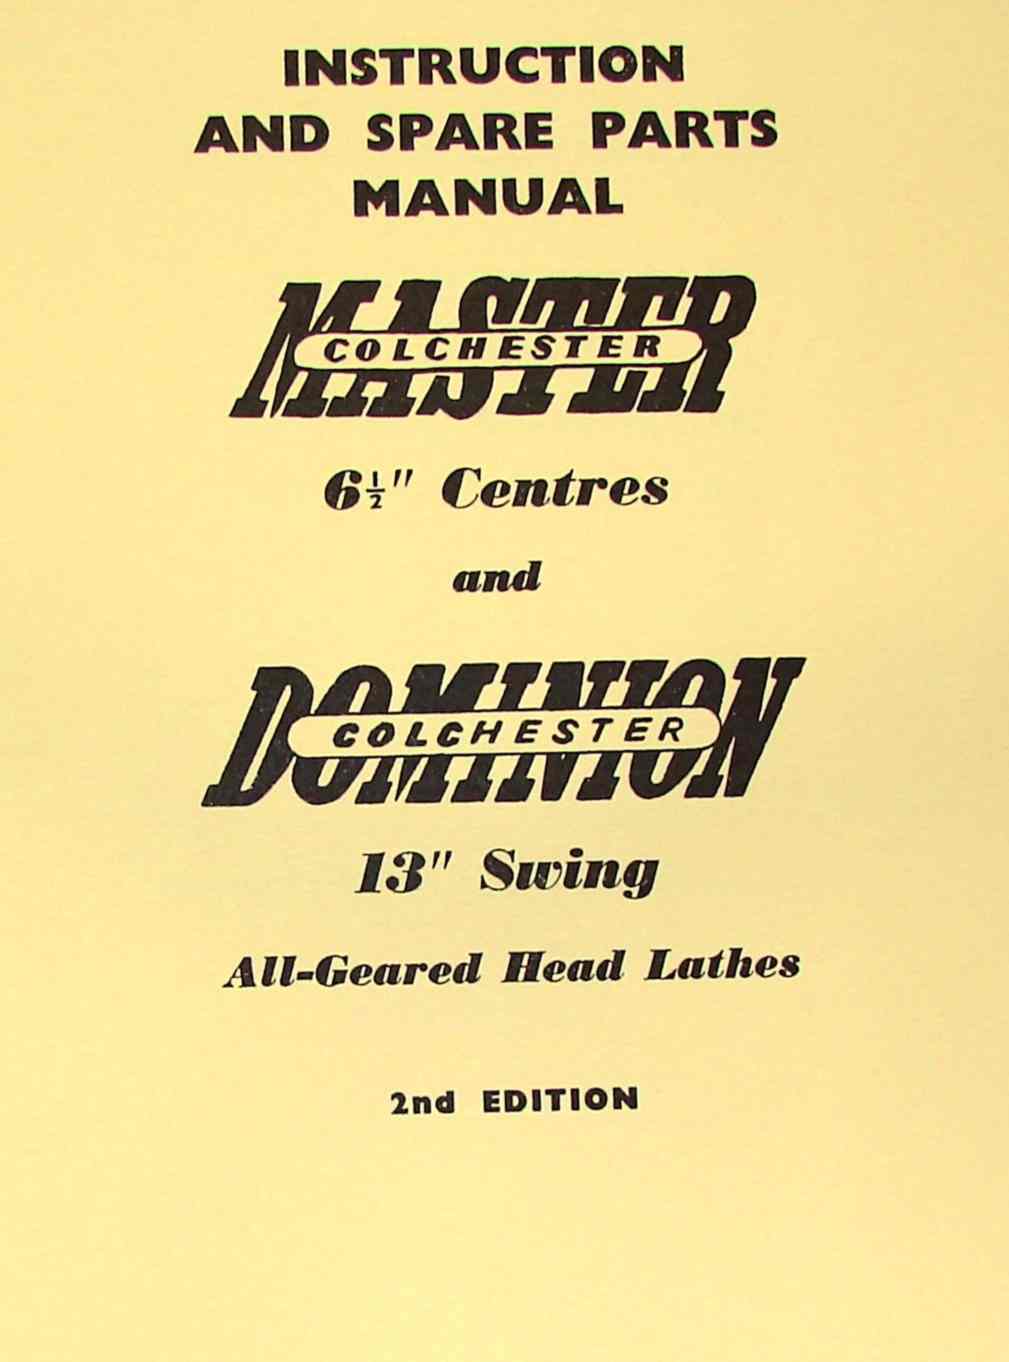 INSTRUCTION
AND SPARE PARTS
MANUAL
MASTER
COLCHESTER
6½" Centres
and
DOMINION
COLCHESTER
13" Swing
All-Geared Head Lathes
2nd EDITION